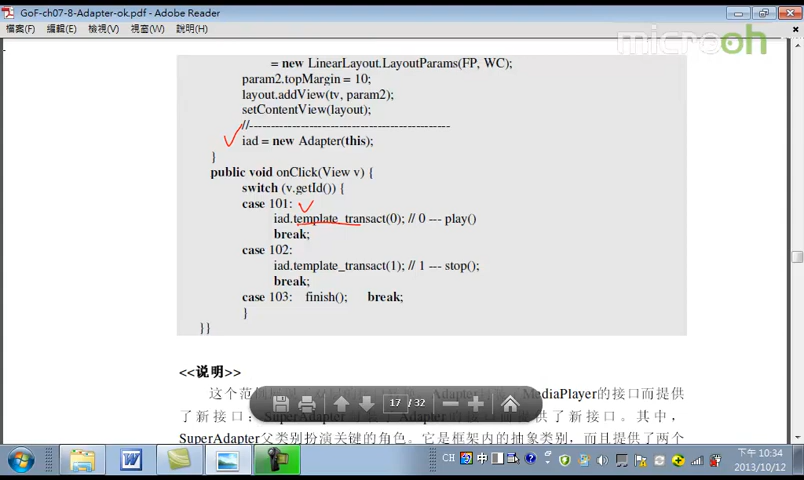 GoF-ch07-8-Adapter-ok.pdf - Adobe Reader
檔案(F) 編輯(E) 檢視(V) 視窗(W) 說明(H)
microoh
= new LinearLayout.LayoutParams(FP, WC);
param2.topMargin = 10;
layout.addView(tv, param2);
setContentView(layout);
//-----------------------------------------------
iad = new Adapter(this);
}
public void onClick(View v) {
switch (v.getId()) {
case 101:
iad.template_transact(0); // 0 --- play()
break;
case 102:
iad.template_transact(1); // 1 --- stop();
break;
case 103: finish(); break;
}
}}
<<说明>>
这个范例 Adapter MediaPlayer的接口而提供
了新接口; SuperAdapter Adapter 供了新接口。其中，
SuperAdapter父类别扮演关键的角色。它是框架内的抽象类别，而且提供了两个
17 / 32
CH 中
下午 10:34
2013/10/12